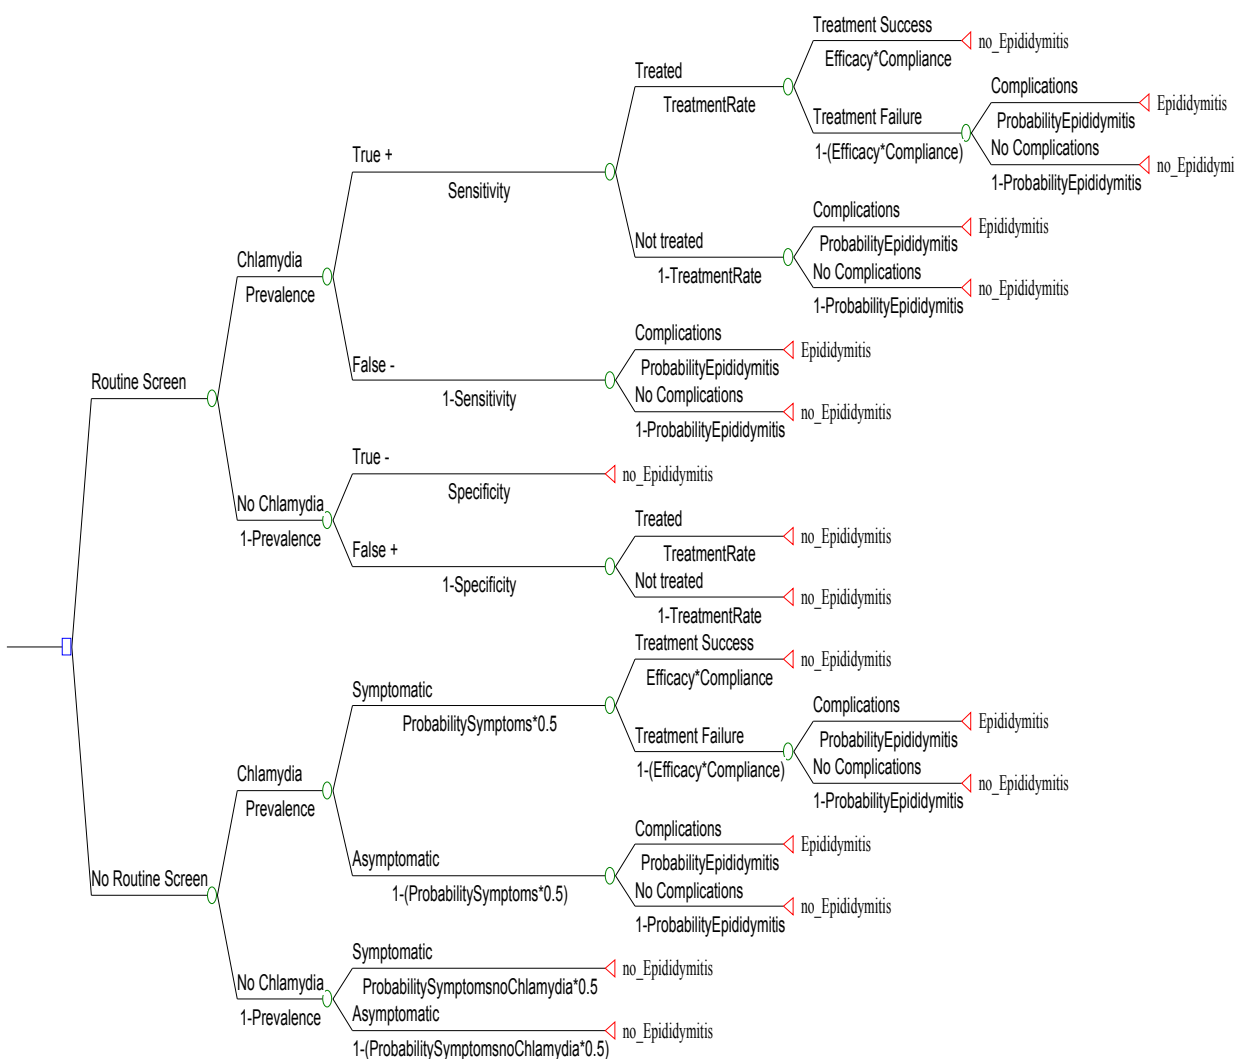 Treatment Success
Efficacy*Compliance
no_Epididymitis
Treated
TreatmentRate
Complications
ProbabilityEpididymitis
Epididymitis
Treatment Failure
1-(Efficacy*Compliance)
No Complications
1-ProbabilityEpididymitis
no_Epididymi
True +
Sensitivity
Complications
ProbabilityEpididymitis
Epididymitis
Not treated
1-TreatmentRate
No Complications
1-ProbabilityEpididymitis
no_Epididymitis
Chlamydia
Prevalence
Complications
ProbabilityEpididymitis
Epididymitis
False -
1-Sensitivity
No Complications
1-ProbabilityEpididymitis
no_Epididymitis
Routine Screen
True -
Specificity
no_Epididymitis
No Chlamydia
1-Prevalence
Treated
TreatmentRate
no_Epididymitis
False +
1-Specificity
Not treated
1-TreatmentRate
no_Epididymitis
Treatment Success
Efficacy*Compliance
no_Epididymitis
Symptomatic
ProbabilitySymptoms*0.5
Complications
ProbabilityEpididymitis
Epididymitis
Treatment Failure
1-(Efficacy*Compliance)
No Complications
1-ProbabilityEpididymitis
no_Epididymitis
Chlamydia
Prevalence
Complications
ProbabilityEpididymitis
Epididymitis
Asymptomatic
1-(ProbabilitySymptoms*0.5)
No Complications
1-ProbabilityEpididymitis
no_Epididymitis
No Routine Screen
Symptomatic
ProbabilitySymptomsnoChlamydia*0.5
no_Epididymitis
No Chlamydia
1-Prevalence
Asymptomatic
1-(ProbabilitySymptomsnoChlamydia*0.5)
no_Epididymitis